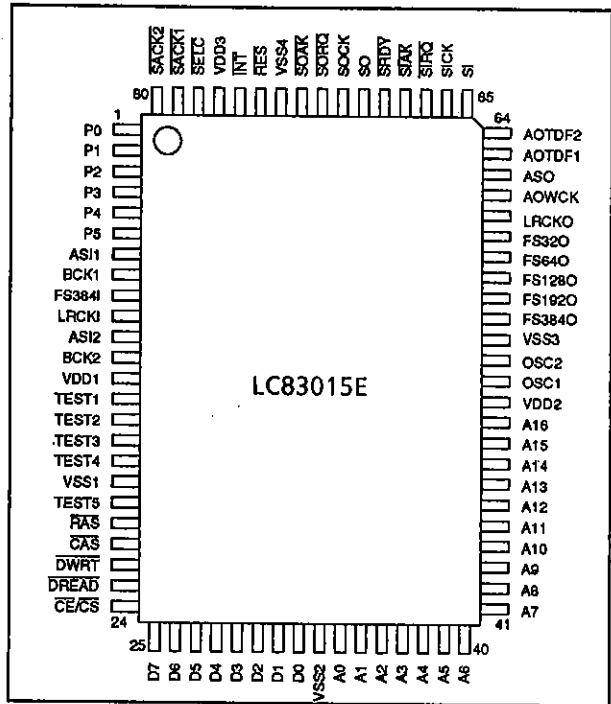 SACK2 SACK1 SELC VDD3 INT RES VSS4 SOAK SORQ SOCK SO SRDY SIAK SIRQ SICK SI
80 65
1 64
P0 AOTDF2
P1 AOTDF1
P2 ASO
P3 AOWCK
P4 LRCKO
P5 FS32O
ASI1 FS64O
BCK1 FS128O
FS384I FS192O
LRCKI FS384O
ASI2 VSS3
BCK2 OSC2
VDD1 OSC1
TEST1 VDD2
TEST2 A16
TEST3 A15
TEST4 A14
VSS1 A13
TEST5 A12
RAS A11
CAS A10
DWRT A9
DREAD A8
CE/CS A7
LC83015E
24 41
25 40
D7 D6 D5 D4 D3 D2 D1 D0 VSS2 A0 A1 A2 A3 A4 A5 A6